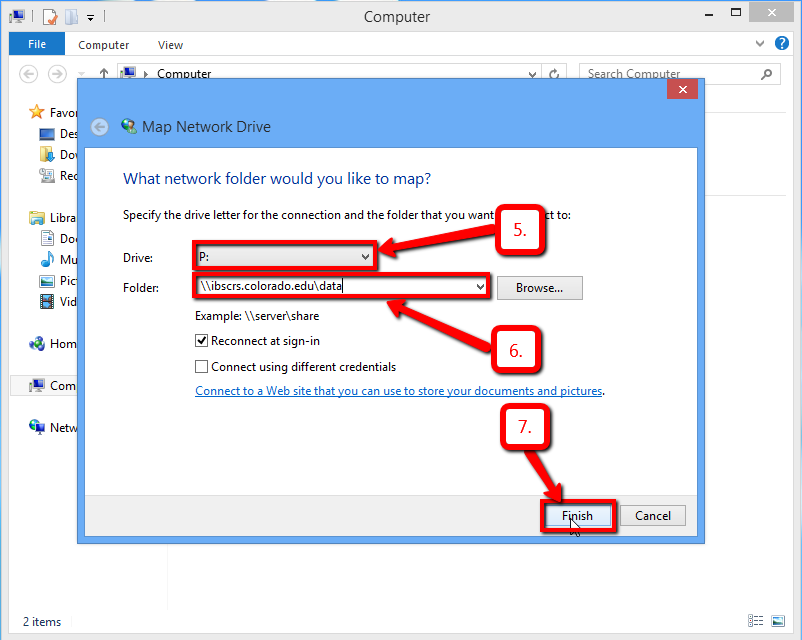 Computer
File
Computer
View
Computer
Search Computer
Map Network Drive
What network folder would you like to map?
Specify the drive letter for the connection and the folder that you want ct to:
5.
Drive:
P:
Folder:
\\ibscrs.colorado.edu\data
Browse...
Example: \\server\share
6.
Reconnect at sign-in
Connect using different credentials
Connect to a Web site that you can use to store your documents and pictures.
7.
Finish
Cancel
Favor
Des
Dov
Rec
Libra
Doc
Mu
Pict
Vid
Hom
Com
Netw
2 items